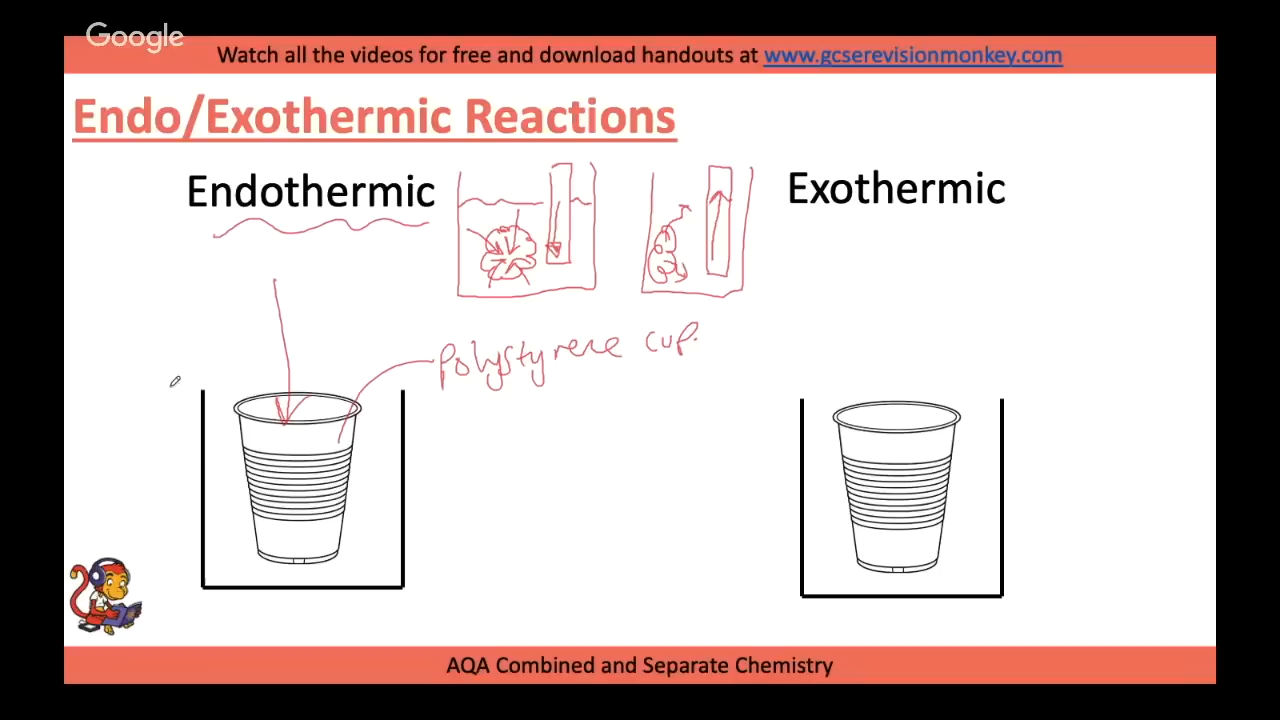 Google
Watch all the videos for free and download handouts at www.gcserevisionmonkey.com
Endo/Exothermic Reactions
Endothermic
Exothermic
polystyrene cup.
AQA Combined and Separate Chemistry